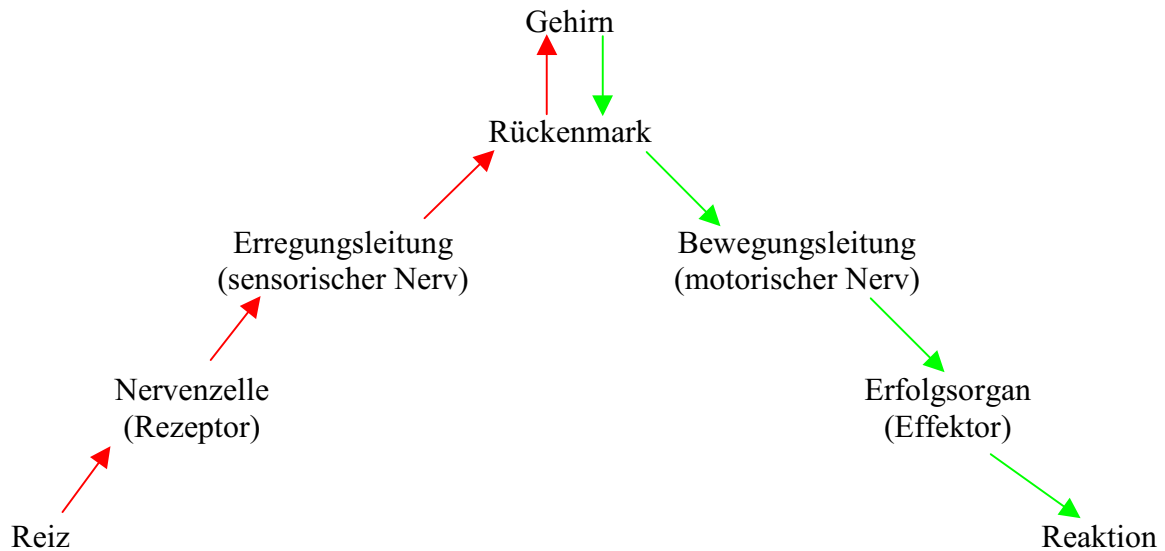 Gehirn
Rückenmark
Erregungsleitung
(sensorischer Nerv)
Bewegungsleitung
(motorischer Nerv)
Nervenzelle
(Rezeptor)
Erfolgsorgan
(Effektor)
Reiz
Reaktion